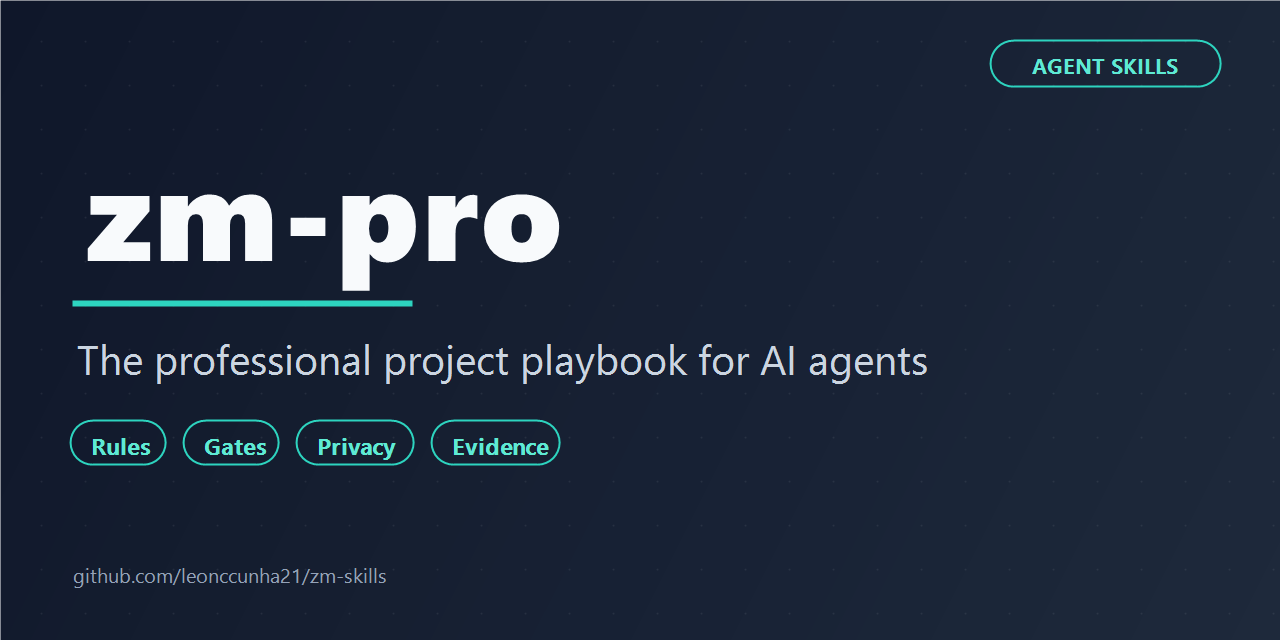 AGENT SKILLS
zm-pro
The professional project playbook for AI agents
Rules Gates Privacy Evidence
github.com/leonccunha21/zm-skills